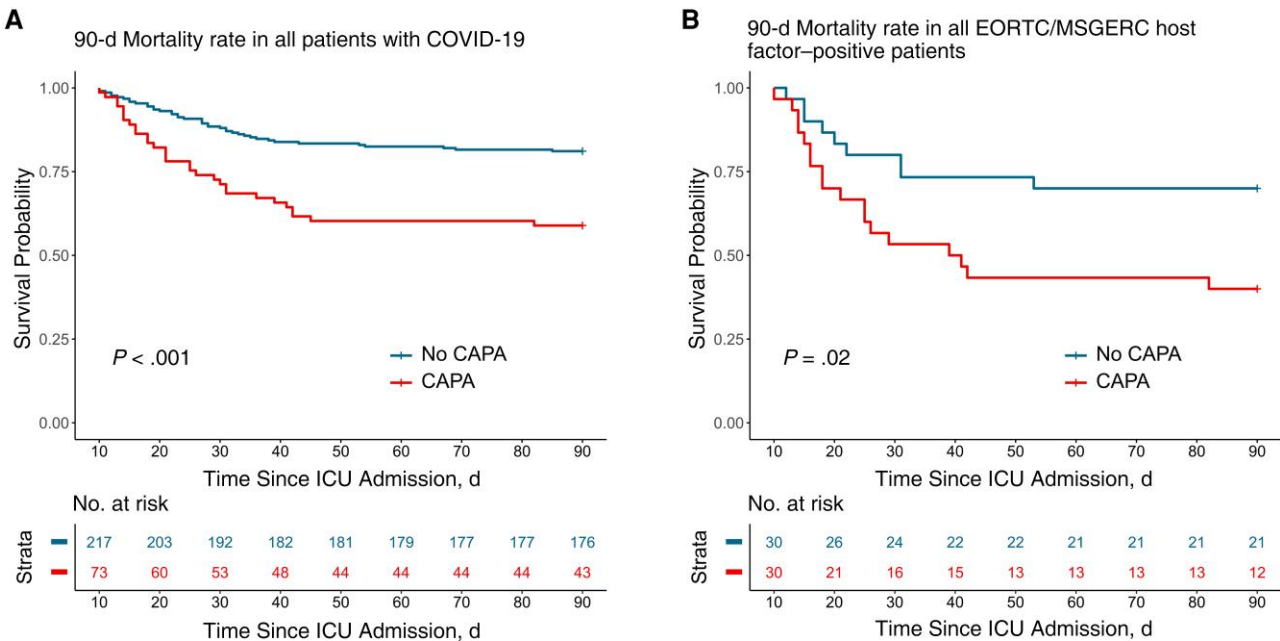 A
90-d Mortality rate in all patients with COVID-19
Survival Probability
1.00
0.75
0.50
0.25
0.00
P < .001
No CAPA
CAPA
10 20 30 40 50 60 70 80 90
Time Since ICU Admission, d
No. at risk
Strata
217 203 192 182 181 179 177 177 176
73 60 53 48 44 44 44 44 43
10 20 30 40 50 60 70 80 90
Time Since ICU Admission, d
B
90-d Mortality rate in all EORTC/MSGERC host
factor–positive patients
Survival Probability
1.00
0.75
0.50
0.25
0.00
P = .02
No CAPA
CAPA
10 20 30 40 50 60 70 80 90
Time Since ICU Admission, d
No. at risk
Strata
30 26 24 22 22 21 21 21 21
30 21 16 15 13 13 13 13 12
10 20 30 40 50 60 70 80 90
Time Since ICU Admission, d